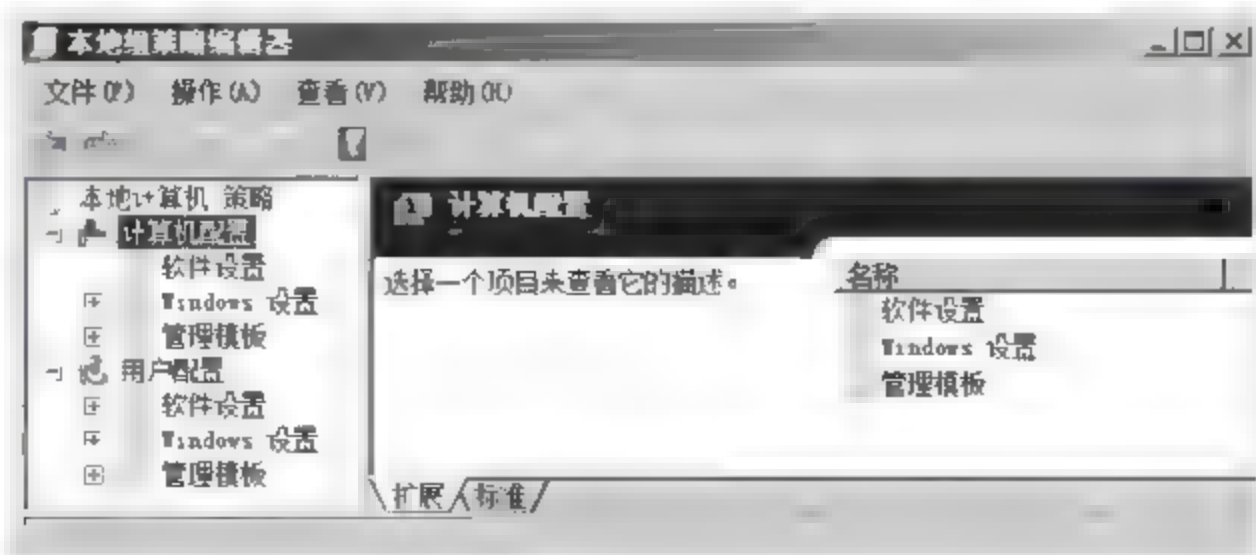 本地组策略编辑器
文件(F) 操作(A) 查看(V) 帮助(H)
本地计算机 策略
计算机配置
软件设置
Windows 设置
管理模板
用户配置
软件设置
Windows 设置
管理模板
计算机配置
选择一个项目来查看它的描述。
名称
软件设置
Windows 设置
管理模板
扩展 标准